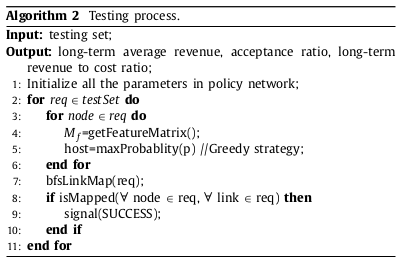 Algorithm 2 Testing process.
Input: testing set;
Output: long-term average revenue, acceptance ratio, long-term
revenue to cost ratio;
1: Initialize all the parameters in policy network;
2: for req ∈ testSet do
3: for node ∈ req do
4: M_f=getFeatureMatrix();
5: host=maxProbablity(p) //Greedy strategy;
6: end for
7: bfsLinkMap(req);
8: if isMapped(∀ node ∈ req, ∀ link ∈ req) then
9: signal(SUCCESS);
10: end if
11: end for